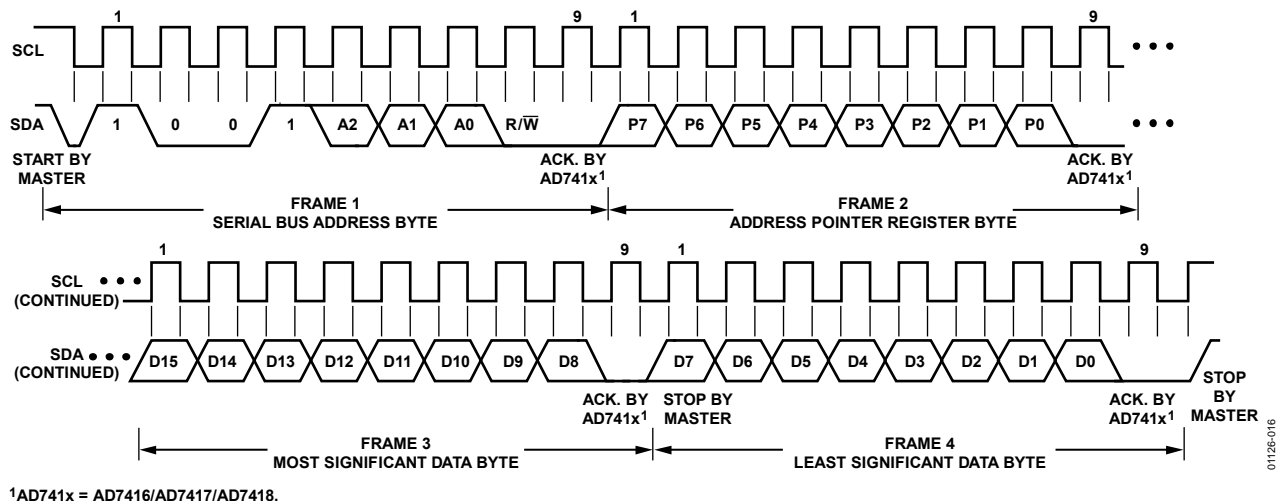 1 9 1 9
SCL
SDA 1 0 0 1 A2 A1 A0 R/W P7 P6 P5 P4 P3 P2 P1 P0
START BY
MASTER
ACK. BY
AD741x1
ACK. BY
AD741x1
FRAME 1
SERIAL BUS ADDRESS BYTE
FRAME 2
ADDRESS POINTER REGISTER BYTE
1 9 1 9
SCL
(CONTINUED)
SDA
(CONTINUED)
D15 D14 D13 D12 D11 D10 D9 D8 D7 D6 D5 D4 D3 D2 D1 D0
ACK. BY
AD741x1
STOP BY
MASTER
ACK. BY
AD741x1
STOP
BY
MASTER
FRAME 3
MOST SIGNIFICANT DATA BYTE
FRAME 4
LEAST SIGNIFICANT DATA BYTE
01126-016
1AD741x = AD7416/AD7417/AD7418.